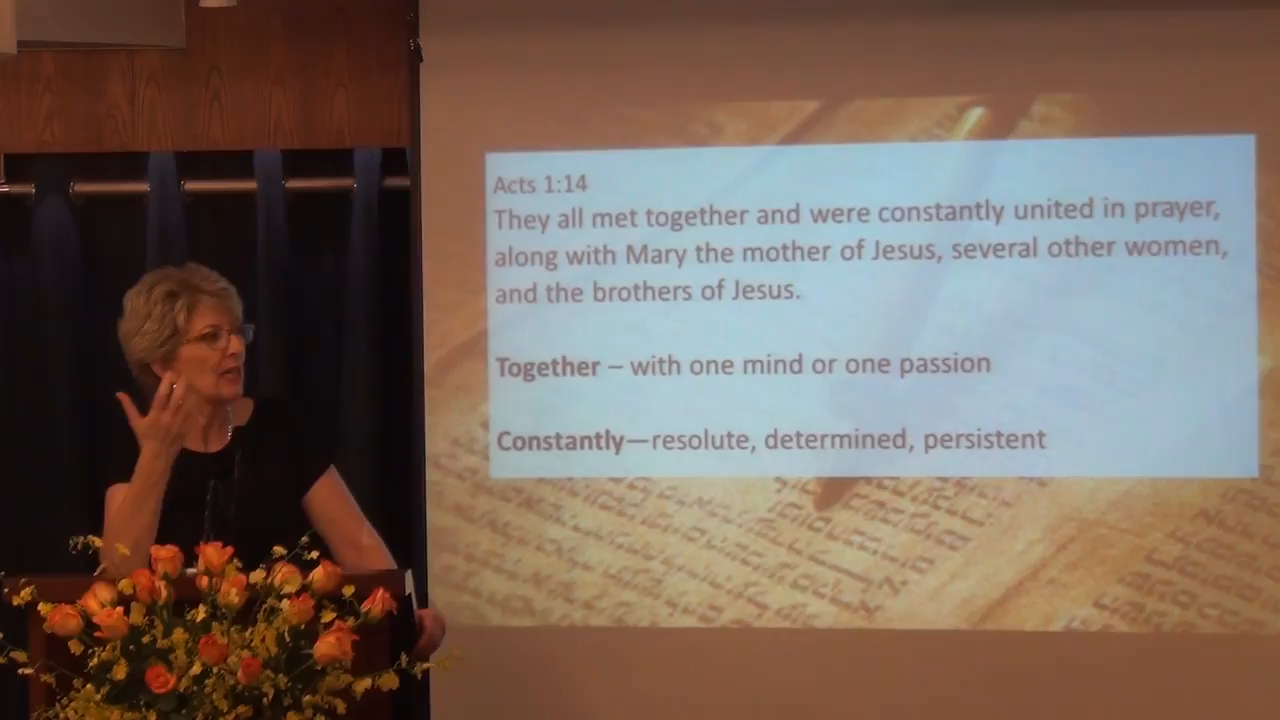 Acts 1:14
They all met together and were constantly united in prayer,
along with Mary the mother of Jesus, several other women,
and the brothers of Jesus.
Together – with one mind or one passion
Constantly—resolute, determined, persistent